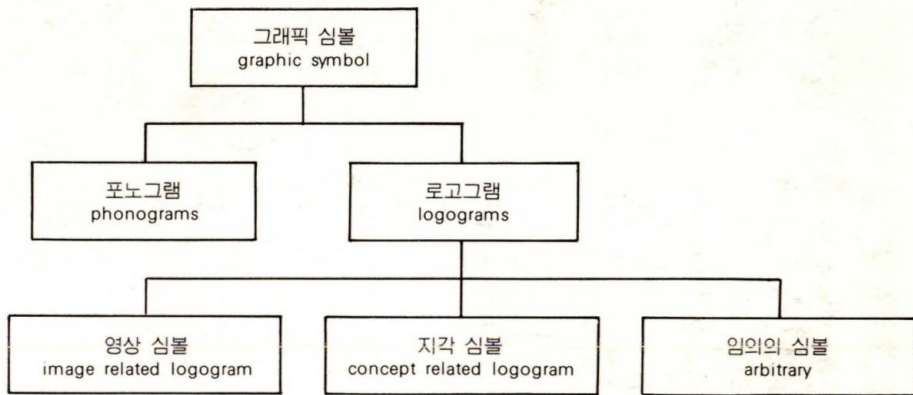 그래픽 심볼
graphic symbol
포노그램
phonograms
로고그램
logograms
영상 심볼
image related logogram
지각 심볼
concept related logogram
임의의 심볼
arbitrary